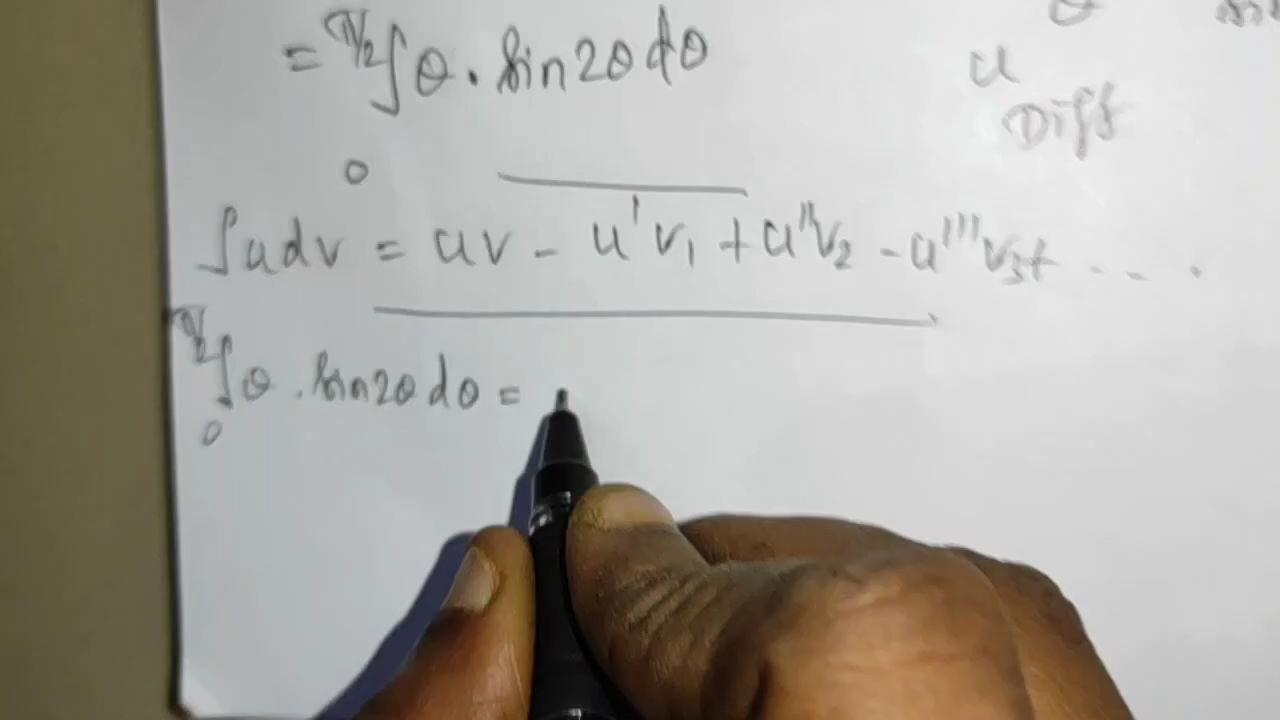 = π/2∫0 θ . sin2θ dθ
u
Diff
∫udv = uv - u'v₁ + u''v₂ - u'''v₃ + - - .
π/2∫0 θ . sin2θ dθ =